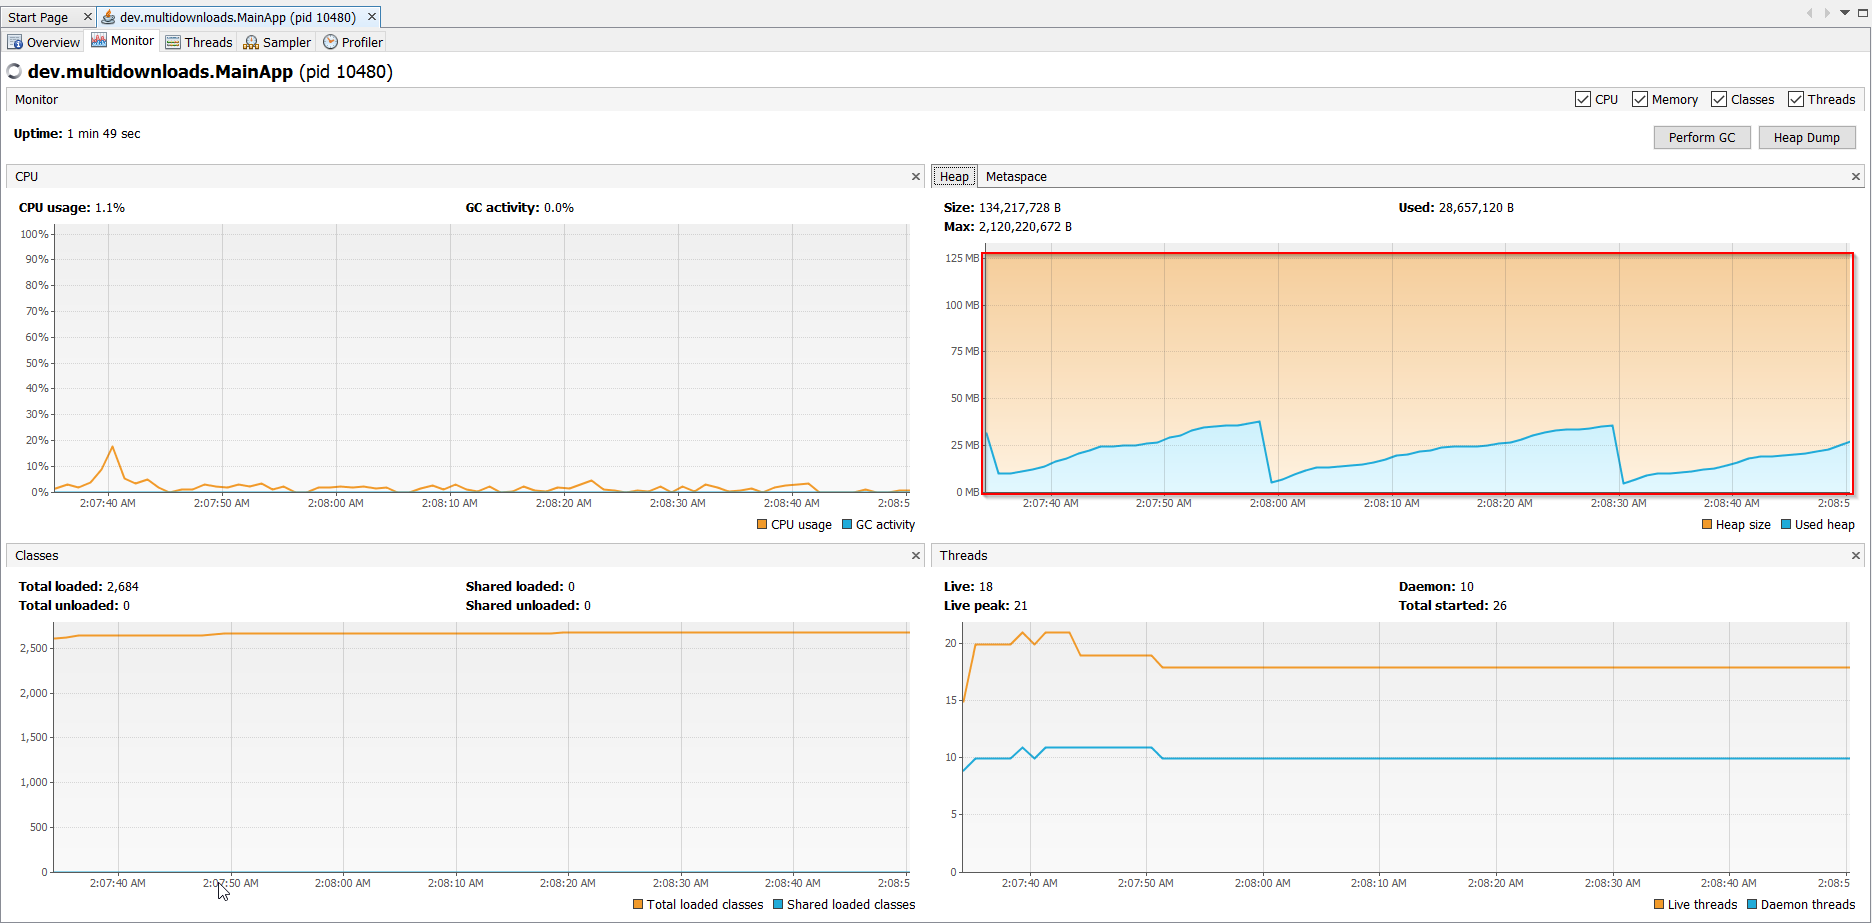 Start Page
dev.multidownloads.MainApp (pid 10480)
Overview Monitor Threads Sampler Profiler
dev.multidownloads.MainApp (pid 10480)
Monitor
CPU Memory Classes Threads
Uptime: 1 min 49 sec
Perform GC Heap Dump
CPU
CPU usage: 1.1% GC activity: 0.0%
100%
90%
80%
70%
60%
50%
40%
30%
20%
10%
0%
2:07:40 AM 2:07:50 AM 2:08:00 AM 2:08:10 AM 2:08:20 AM 2:08:30 AM 2:08:40 AM 2:08:5
CPU usage GC activity
Heap Metaspace
Size: 134,217,728 B Used: 28,657,120 B
Max: 2,120,220,672 B
125 MB
100 MB
75 MB
50 MB
25 MB
0 MB
2:07:40 AM 2:07:50 AM 2:08:00 AM 2:08:10 AM 2:08:20 AM 2:08:30 AM 2:08:40 AM 2:08:5
Heap size Used heap
Classes
Total loaded: 2,684 Shared loaded: 0
Total unloaded: 0 Shared unloaded: 0
2,500
2,000
1,500
1,000
500
0
2:07:40 AM 2:07:50 AM 2:08:00 AM 2:08:10 AM 2:08:20 AM 2:08:30 AM 2:08:40 AM 2:08:5
Total loaded classes Shared loaded classes
Threads
Live: 18 Daemon: 10
Live peak: 21 Total started: 26
20
15
10
5
0
2:07:40 AM 2:07:50 AM 2:08:00 AM 2:08:10 AM 2:08:20 AM 2:08:30 AM 2:08:40 AM 2:08:5
Live threads Daemon threads